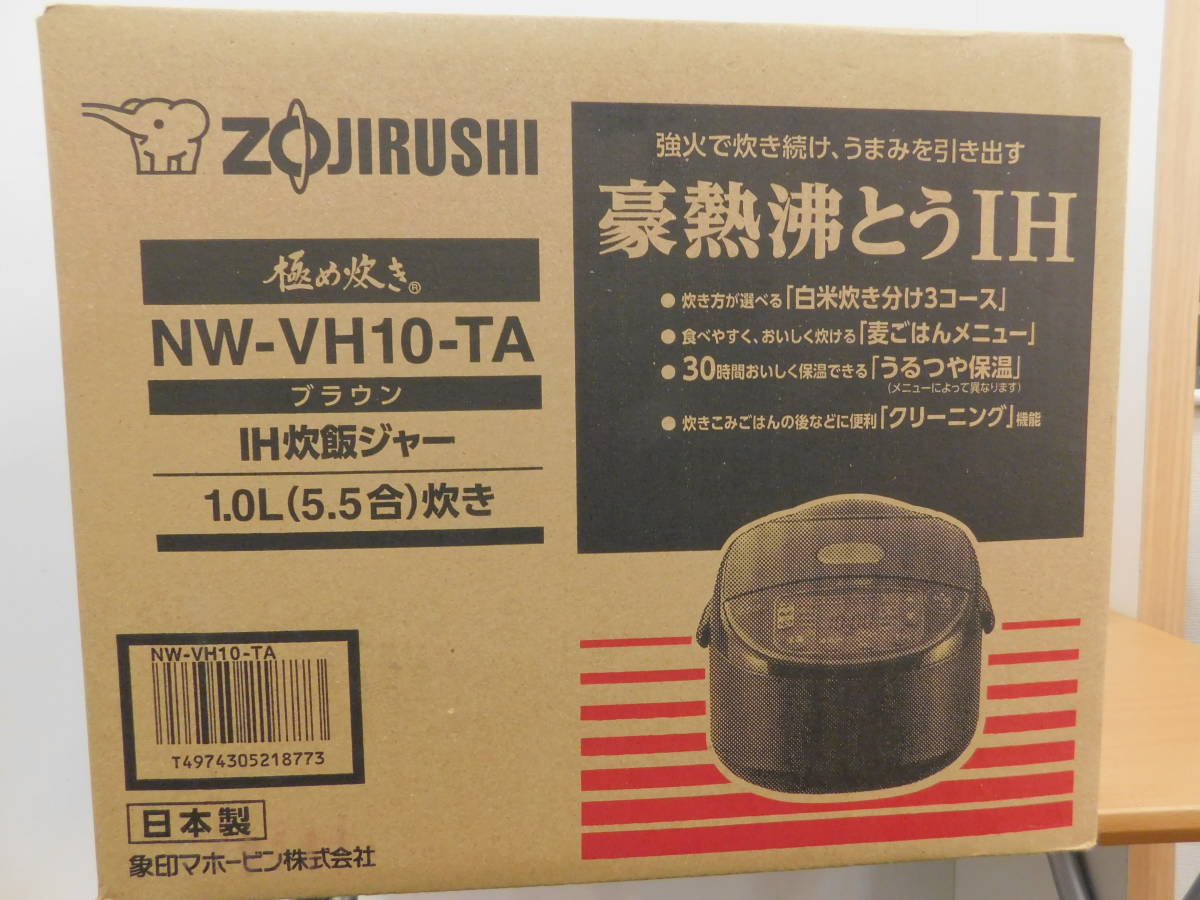 ZOJIRUSHI
極め炊き®
NW-VH10-TA
ブラウン
IH炊飯ジャー
1.0L(5.5合)炊き
NW-VH10-TA
T4974305218773
日本製
象印マホービン株式会社
強火で炊き続け、うまみを引き出す
豪熱沸とうIH
● 炊き方が選べる「白米炊き分け3コース」
● 食べやすく、おいしく炊ける「麦ごはんメニュー」
● 30時間おいしく保温できる「うるつや保温」
(メニューによって異なります)
● 炊きこみごはんの後などに便利「クリーニング」機能